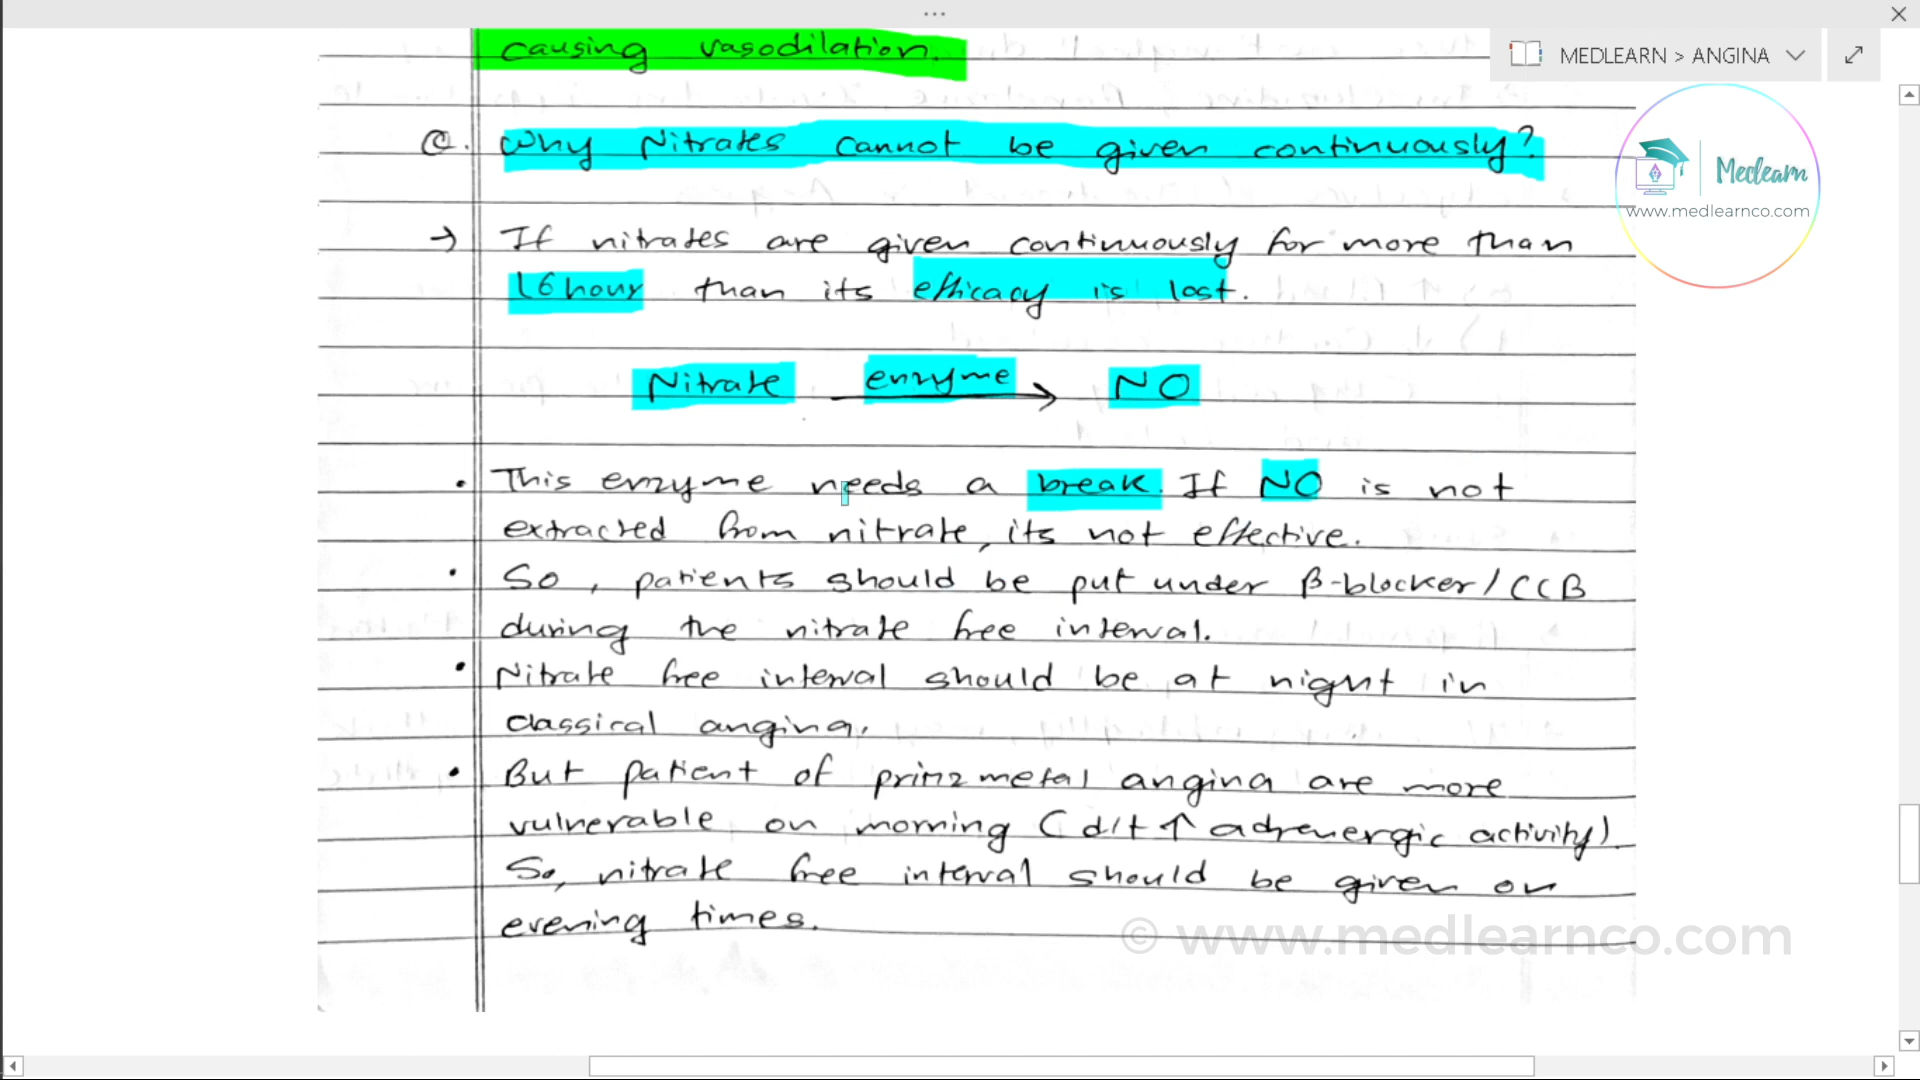 ...
MEDLEARN > ANGINA
causing vasodilation.
Q. Why Nitrates cannot be given continuously?
Medlearn
www.medlearnco.com
→ If nitrates are given continuously for more than
16 hour than its efficacy is lost.
Nitrate enzyme → NO
• This enzyme needs a break. If NO is not
extracted from nitrate, its not effective.
• So, patients should be put under β-blocker/CCB
during the nitrate free interval.
• Nitrate free interval should be at night in
classical angina.
• But patient of prinzmetal angina are more
vulnerable on morning (d/t ↑ adrenergic activity).
So, nitrate free interval should be given on
evening times.
© www.medlearnco.com